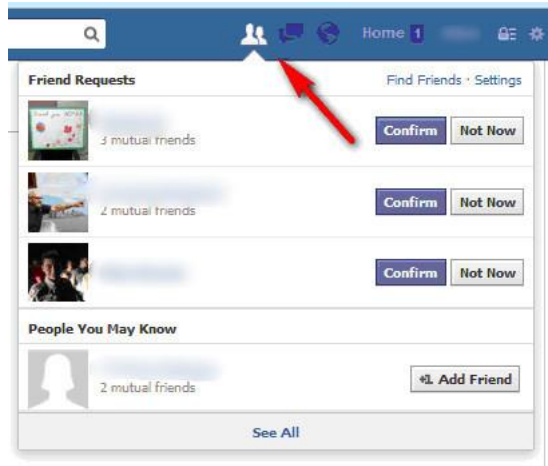 Home 1
Friend Requests
Find Friends · Settings
3 mutual friends
Confirm
Not Now
2 mutual friends
Confirm
Not Now
Confirm
Not Now
People You May Know
2 mutual friends
+1 Add Friend
See All